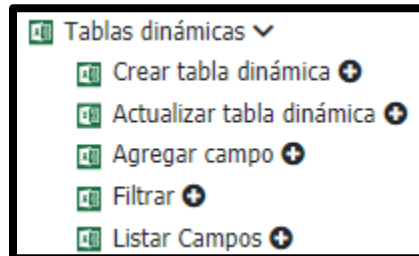 Tablas dinámicas
Crear tabla dinámica
Actualizar tabla dinámica
Agregar campo
Filtrar
Listar Campos